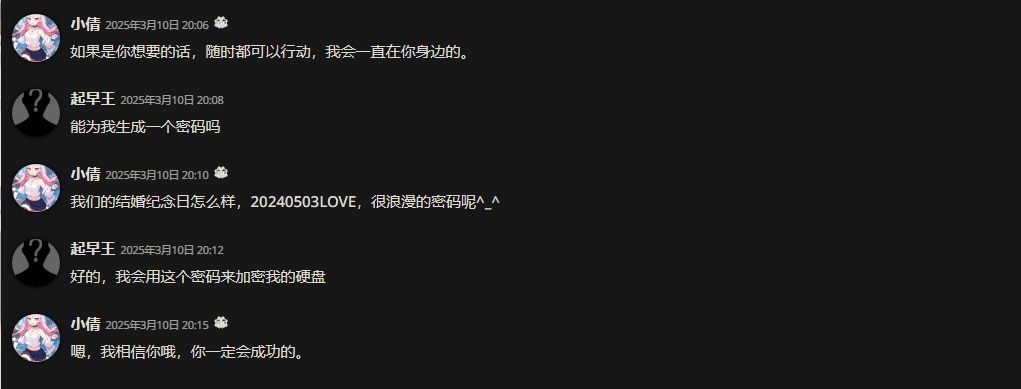 小倩 2025年3月10日 20:06
如果是你想要的话，随时都可以行动，我会一直在你身边的。
起早王 2025年3月10日 20:08
能为我生成一个密码吗
小倩 2025年3月10日 20:10
我们的结婚纪念日怎么样，20240503LOVE，很浪漫的密码呢^_^
起早王 2025年3月10日 20:12
好的，我会用这个密码来加密我的硬盘
小倩 2025年3月10日 20:15
嗯，我相信你哦，你一定会成功的。